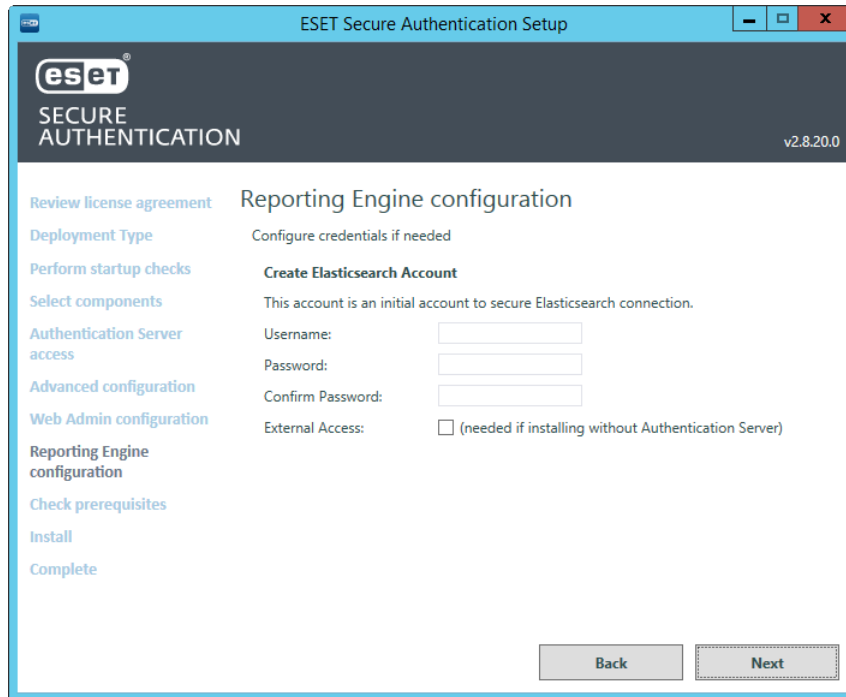 ESET Secure Authentication Setup
eseT
SECURE
AUTHENTICATION
v2.8.20.0
Review license agreement
Deployment Type
Perform startup checks
Select components
Authentication Server
access
Advanced configuration
Web Admin configuration
Reporting Engine
configuration
Check prerequisites
Install
Complete
Reporting Engine configuration
Configure credentials if needed
Create Elasticsearch Account
This account is an initial account to secure Elasticsearch connection.
Username:
Password:
Confirm Password:
External Access: (needed if installing without Authentication Server)
Back Next